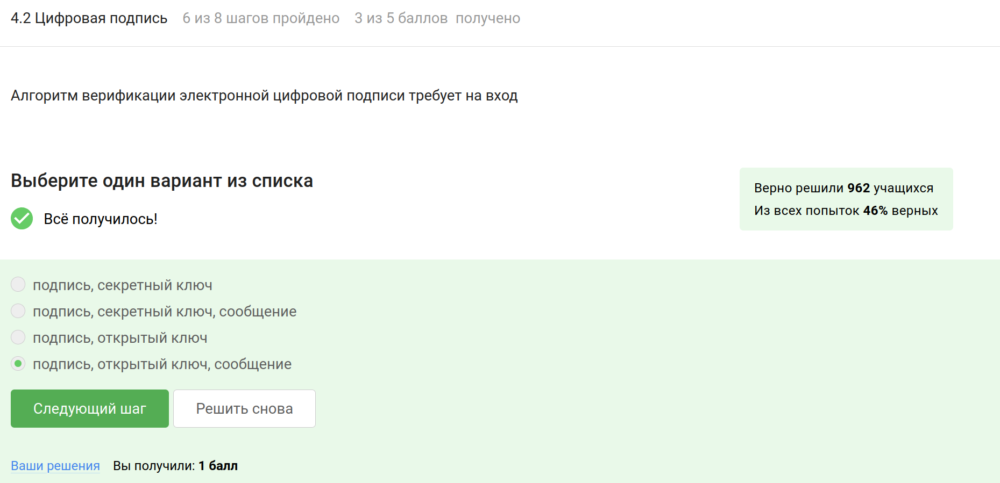 4.2 Цифровая подпись 6 из 8 шагов пройдено 3 из 5 баллов получено
Алгоритм верификации электронной цифровой подписи требует на вход
Выберите один вариант из списка
Всё получилось!
Верно решили 962 учащихся
Из всех попыток 46% верных
подпись, секретный ключ
подпись, секретный ключ, сообщение
подпись, открытый ключ
подпись, открытый ключ, сообщение
Следующий шаг Решить снова
Ваши решения Вы получили: 1 балл